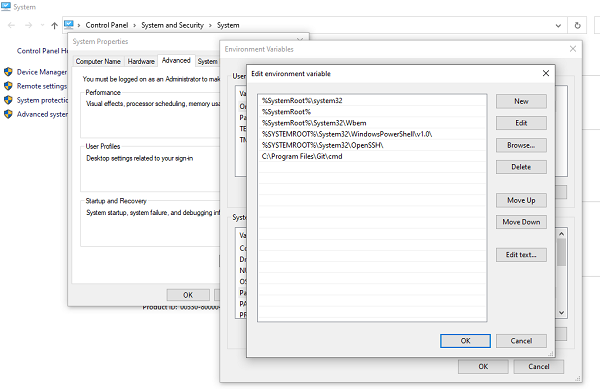 System
Control Panel > System and Security > System
Control Panel Ho
Device Manager
Remote settings
System protectio
Advanced system
System Properties
Computer Name
Hardware
Advanced
System
You must be logged on as an Administrator to mak
Performance
Visual effects, processor scheduling, memory usa
User Profiles
Desktop settings related to your sign-in
Startup and Recovery
System startup, system failure, and debugging inf
OK
Product ID: 00330-80000-
Environment Variables
User
Va
On
Pa
TE
TN
Syste
Va
Co
Dr
NU
OS
Pa
PA
PR
OK
Cancel
Edit environment variable
%SystemRoot%\system32
%SystemRoot%
%SystemRoot%\System32\Wbem
%SYSTEMROOT%\System32\WindowsPowerShell\v1.0\
%SYSTEMROOT%\System32\OpenSSH\
C:\Program Files\Git\cmd
New
Edit
Browse...
Delete
Move Up
Move Down
Edit text...
OK
Cancel